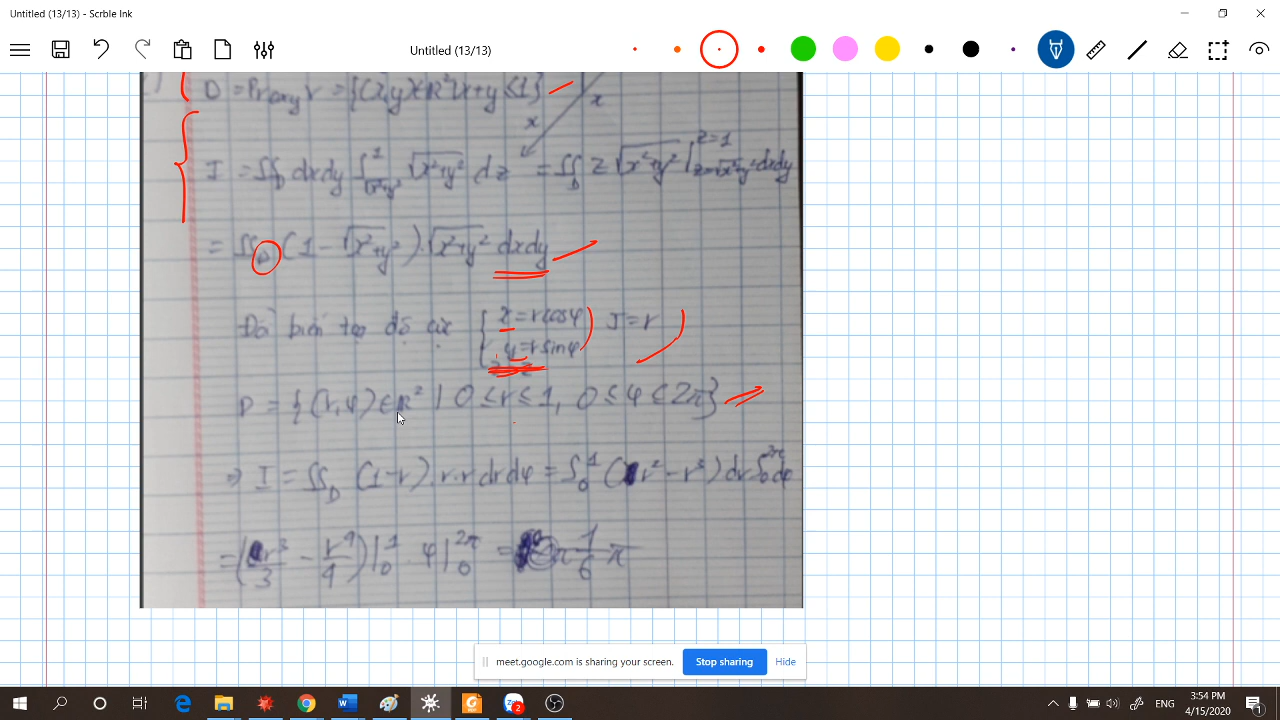 Untitled (13/13) - Scrble Ink
Untitled (13/13)
D = Pr_{oxy} V = {(x,y) ∈ R² | x²+y² ≤ 1}
x
x
I = ∬_D dxdy ∫_{√x²+y²}^1 √x²+y² dz = ∬_D z √x²+y² |_{z=√x²+y²}^{z=1} dxdy
= ∬_D (1 - √x²+y²).√x²+y² dxdy
Đổi biến tọa độ cực { x = r cosφ J = r
y = r sinφ
D = {(r,φ) ∈ R² | 0 ≤ r ≤ 1, 0 ≤ φ ≤ 2π}
⇒ I = ∬_D (1-r).r.r dr dφ = ∫_0^1 (r² - r³) dr ∫_0^{2π} dφ
= (r³/3 - r⁴/4)|_0^1 . φ|_0^{2π} = 1/6 π
meet.google.com is sharing your screen. Stop sharing Hide
2
ENG
3:54 PM
4/15/2020